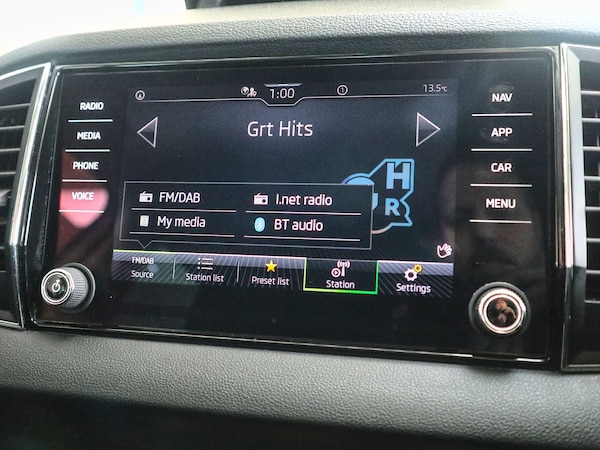 RADIO
MEDIA
PHONE
VOICE
1:00
13.5°C
Grt Hits
H
R
FM/DAB
I.net radio
My media
BT audio
FM/DAB
Source
Station list
Preset list
Station
Settings
NAV
APP
CAR
MENU